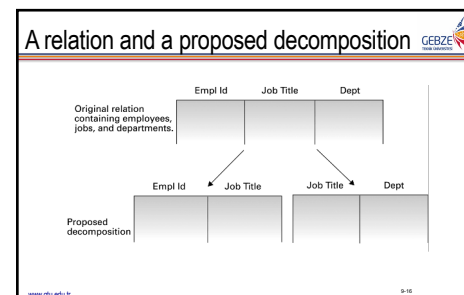 A relation and a proposed decomposition
GEBZE
Empl Id Job Title Dept
Original relation
containing employees,
jobs, and departments.
Empl Id Job Title Job Title Dept
Proposed
decomposition
www.gtu.edu.tr 9-16